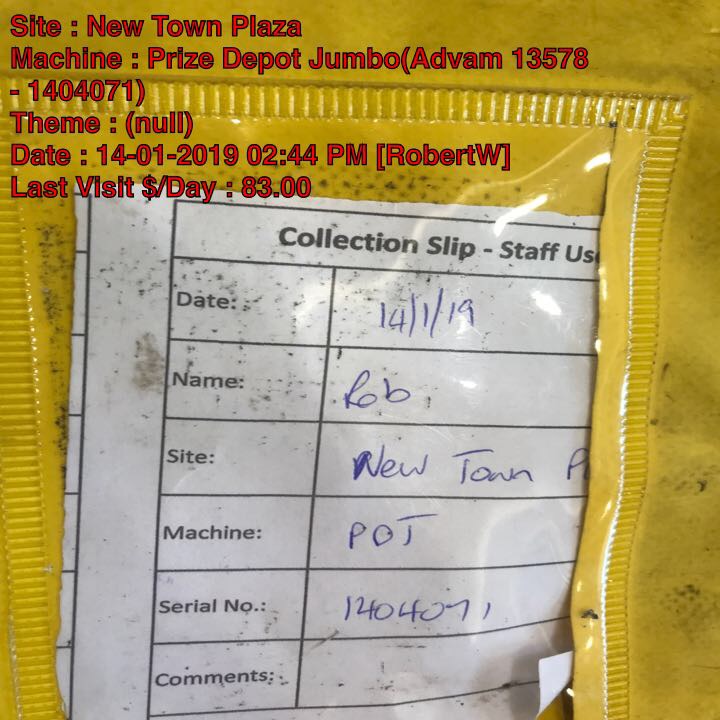 Site : New Town Plaza
Machine : Prize Depot Jumbo(Advam 13578
- 1404071)
Theme : (null)
Date : 14-01-2019 02:44 PM [RobertW]
Last Visit $/Day : 83.00
Collection Slip - Staff Us
Date: 14/1/19
Name: Rob
Site: New Town P
Machine: PDJ
Serial No.: 1404071
Comments: